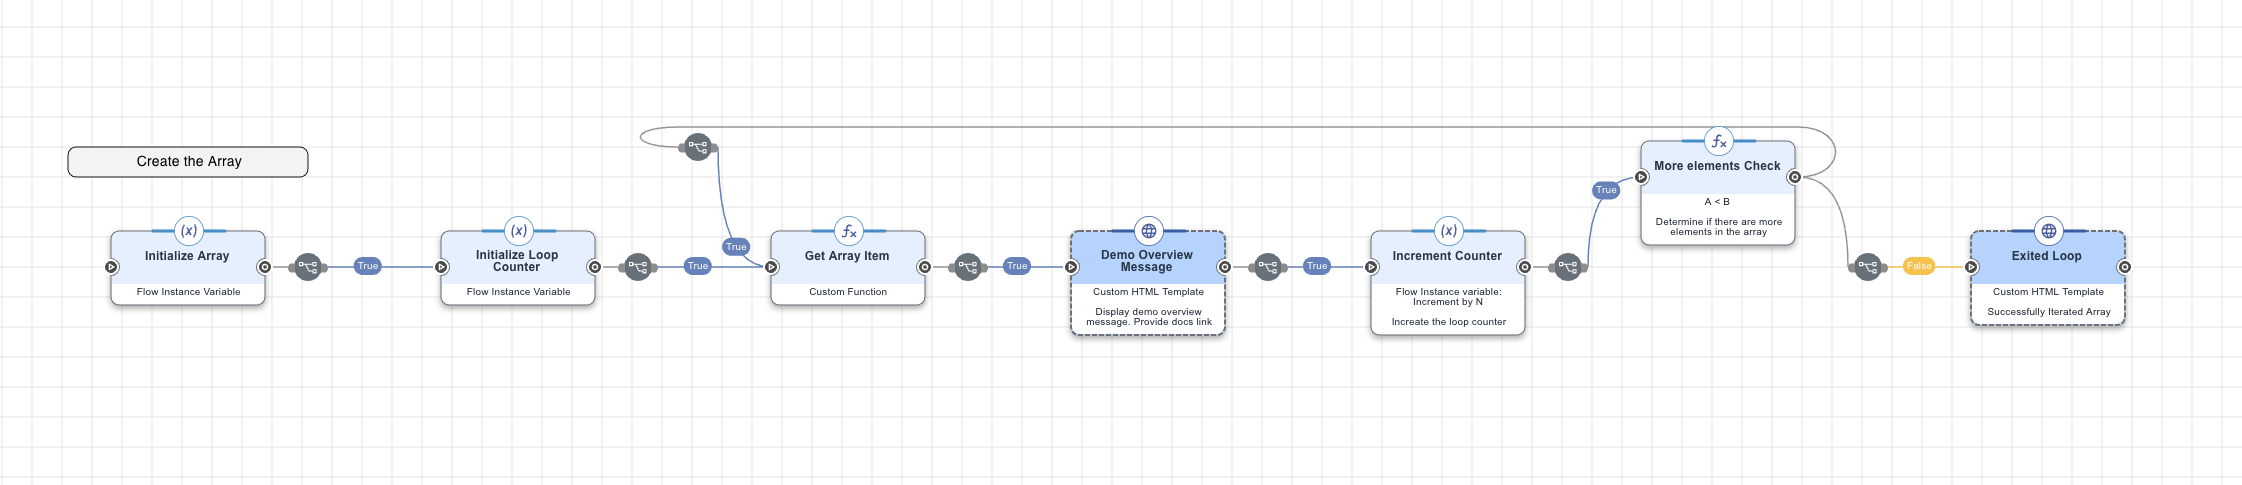 Create the Array
Initialize Array
Flow Instance Variable
True
Initialize Loop
Counter
Flow Instance Variable
True
True
Get Array Item
Custom Function
True
Demo Overview
Message
Custom HTML Template
Display demo overview
message. Provide docs link
True
Increment Counter
Flow Instance variable:
Increment by N
Increate the loop counter
True
More elements Check
A < B
Determine if there are more
elements in the array
False
Exited Loop
Custom HTML Template
Successfully Iterated Array